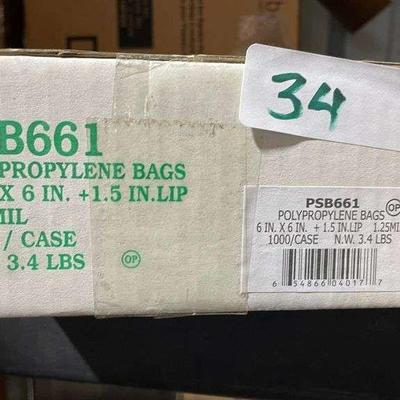 34
B661
PROPYLENE BAGS
X 6 IN. +1.5 IN.LIP
MIL
/ CASE
3.4 LBS
OP
PSB661
OP
POLYPROPYLENE BAGS
6 IN. X 6 IN. + 1.5 IN.LIP 1.25MIL
1000/CASE N.W. 3.4 LBS
6 54866 04017 7